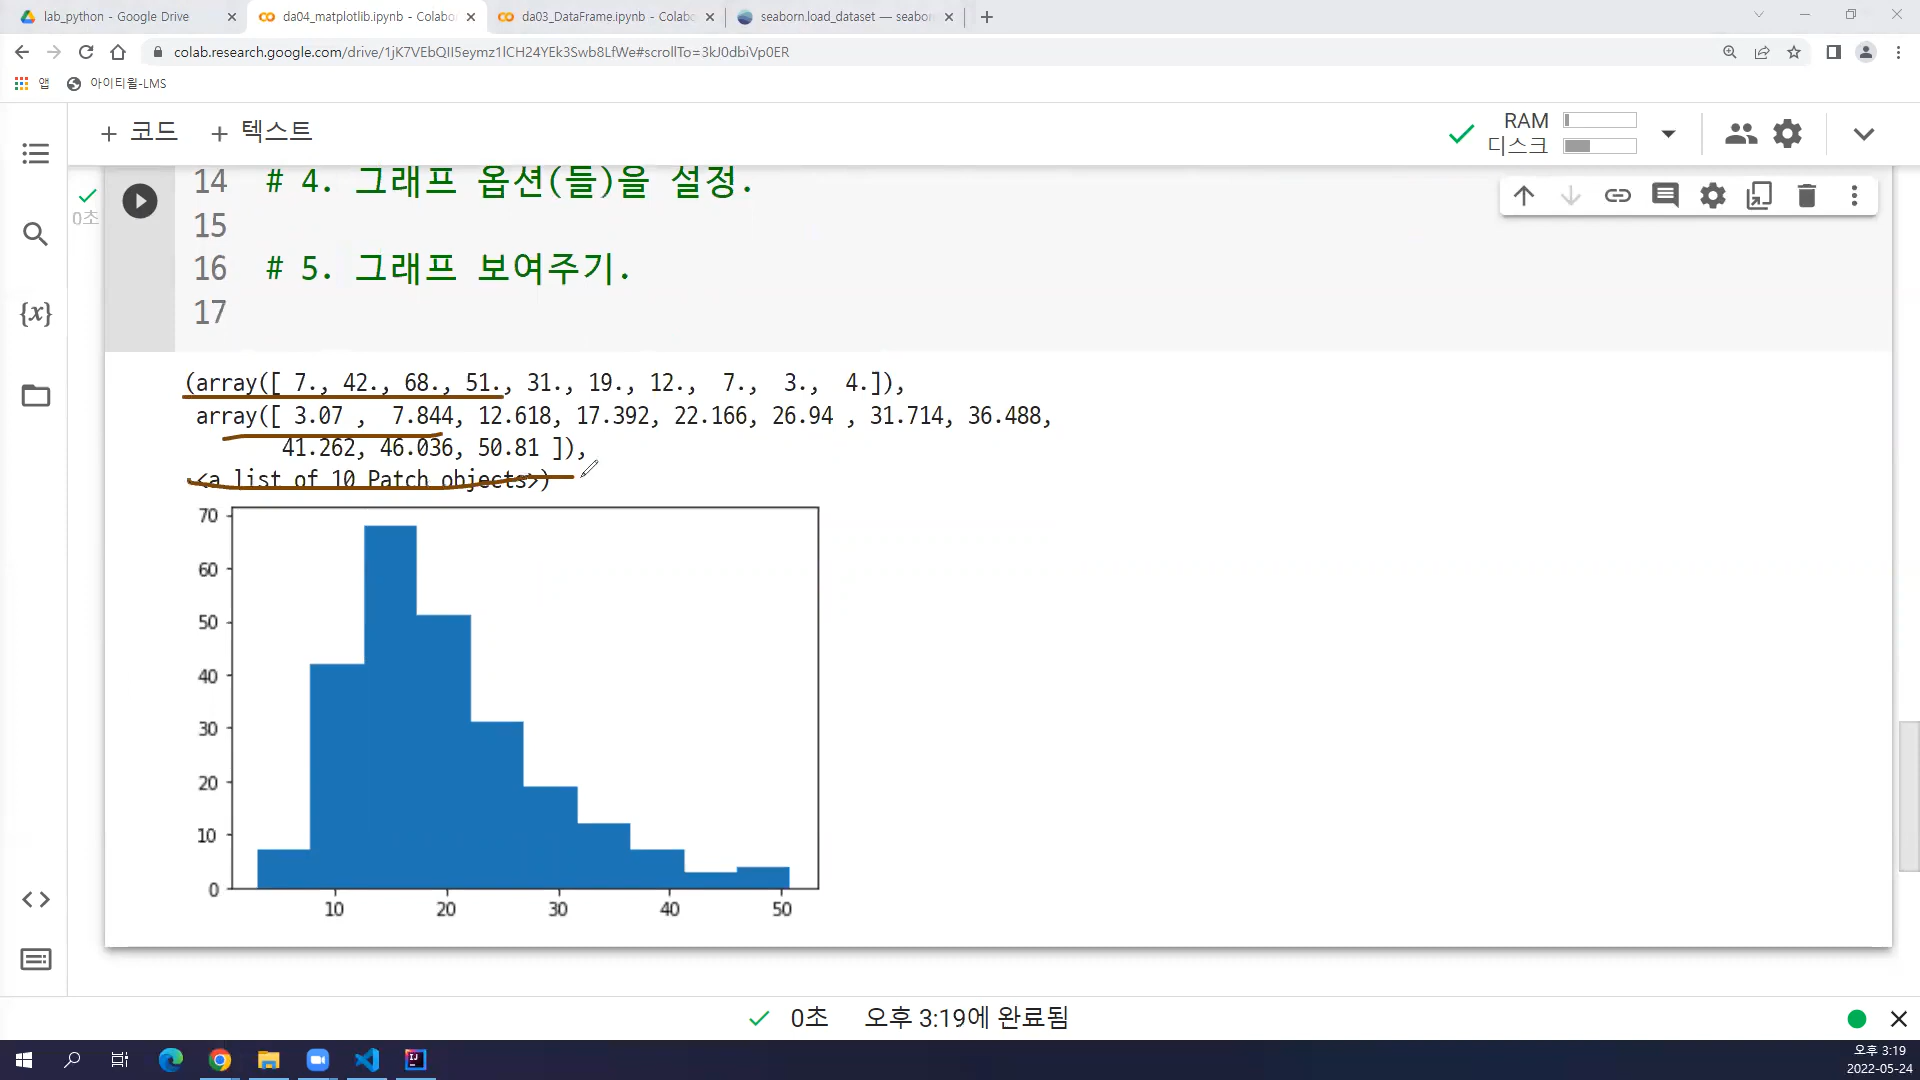 lab_python - Google Drive
da04_matplotlib.ipynb - Colabo
da03_DataFrame.ipynb - Colabo
seaborn.load_dataset — seabor
colab.research.google.com/drive/1jK7VEbQII5eymz1lCH24YEk3Swb8LfWe#scrollTo=3kJ0dbiVp0ER
앱
아이티윌-LMS
+ 코드 + 텍스트
RAM
디스크
0초
14 # 4. 그래프 옵션(들)을 설정.
15
16 # 5. 그래프 보여주기.
17
{x}
(array([ 7., 42., 68., 51., 31., 19., 12., 7., 3., 4.]),
array([ 3.07 , 7.844, 12.618, 17.392, 22.166, 26.94 , 31.714, 36.488,
41.262, 46.036, 50.81 ]),
<a list of 10 Patch objects>)
70
60
50
40
30
20
10
0
10 20 30 40 50
0초 오후 3:19에 완료됨
오후 3:19
2022-05-24